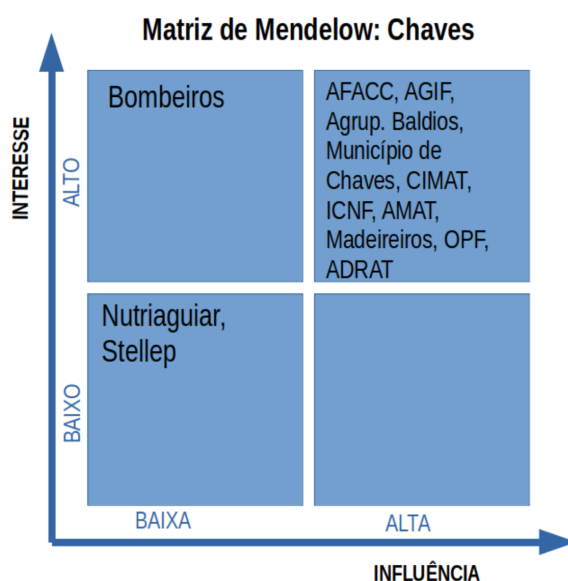 Matriz de Mendelow: Chaves
INTERESSE
ALTO
BAIXO
Bombeiros
AFACC, AGIF,
Agrup. Baldios,
Município de
Chaves, CIMAT,
ICNF, AMAT,
Madeireiros, OPF,
ADRAT
Nutriaguiar,
Stellep
BAIXA
ALTA
INFLUÊNCIA